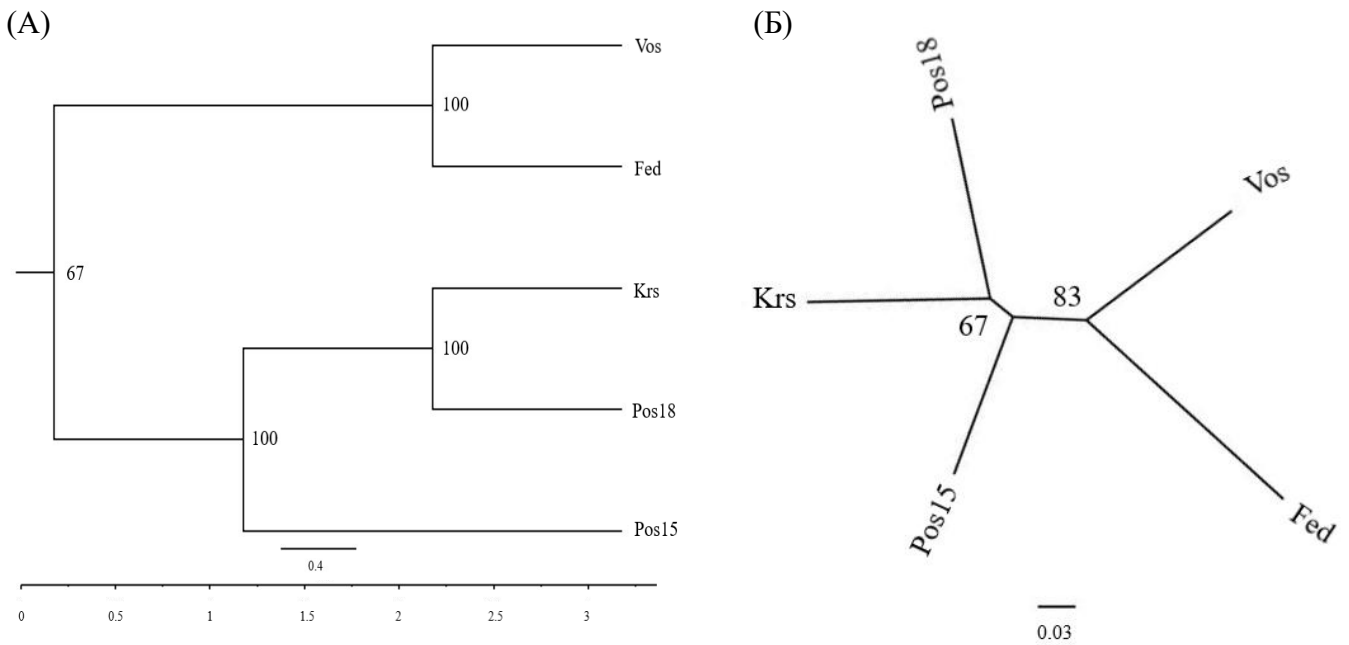 (А)
Vos
100
Fed
67
Krs
100
Pos18
100
Pos15
0.4
0 0.5 1 1.5 2 2.5 3
(Б)
Pos18
Vos
Krs
83
67
Pos15
Fed
0.03